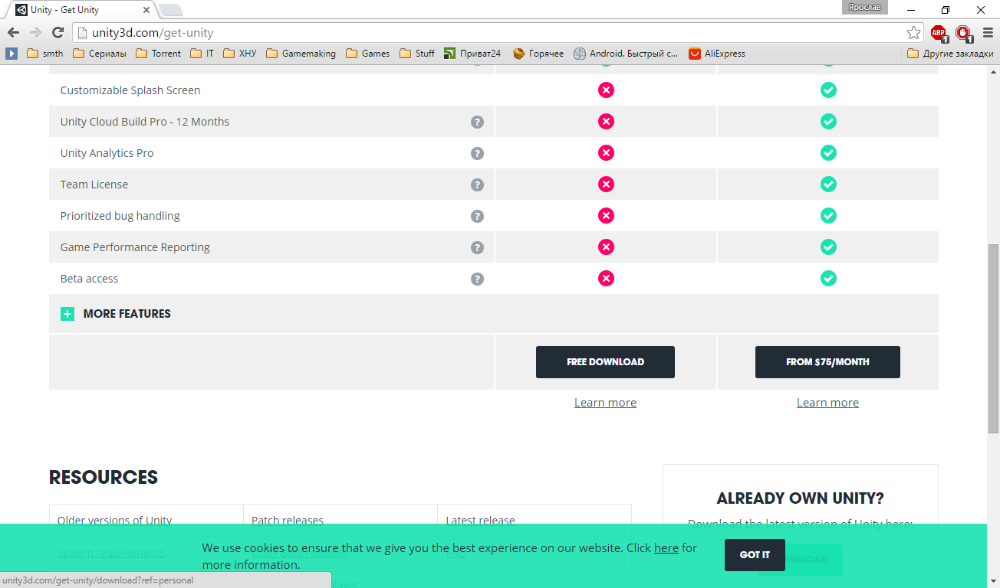 Unity - Get Unity
Ярослав
unity3d.com/get-unity
ABP 1 1
smth Сериалы Torrent IT ХНУ Gamemaking Games Stuff Приват24 Горячее Android. Быстрый с... AliExpress Другие закладки
Customizable Splash Screen
Unity Cloud Build Pro - 12 Months ?
Unity Analytics Pro ?
Team License ?
Prioritized bug handling ?
Game Performance Reporting ?
Beta access ?
+ MORE FEATURES
FREE DOWNLOAD FROM $75/MONTH
Learn more Learn more
RESOURCES
ALREADY OWN UNITY?
Older versions of Unity Patch releases Latest release
Download the latest version of Unity here:
System requirements
We use cookies to ensure that we give you the best experience on our website. Click here for
more information.
GOT IT
unity3d.com/get-unity/download?ref=personal